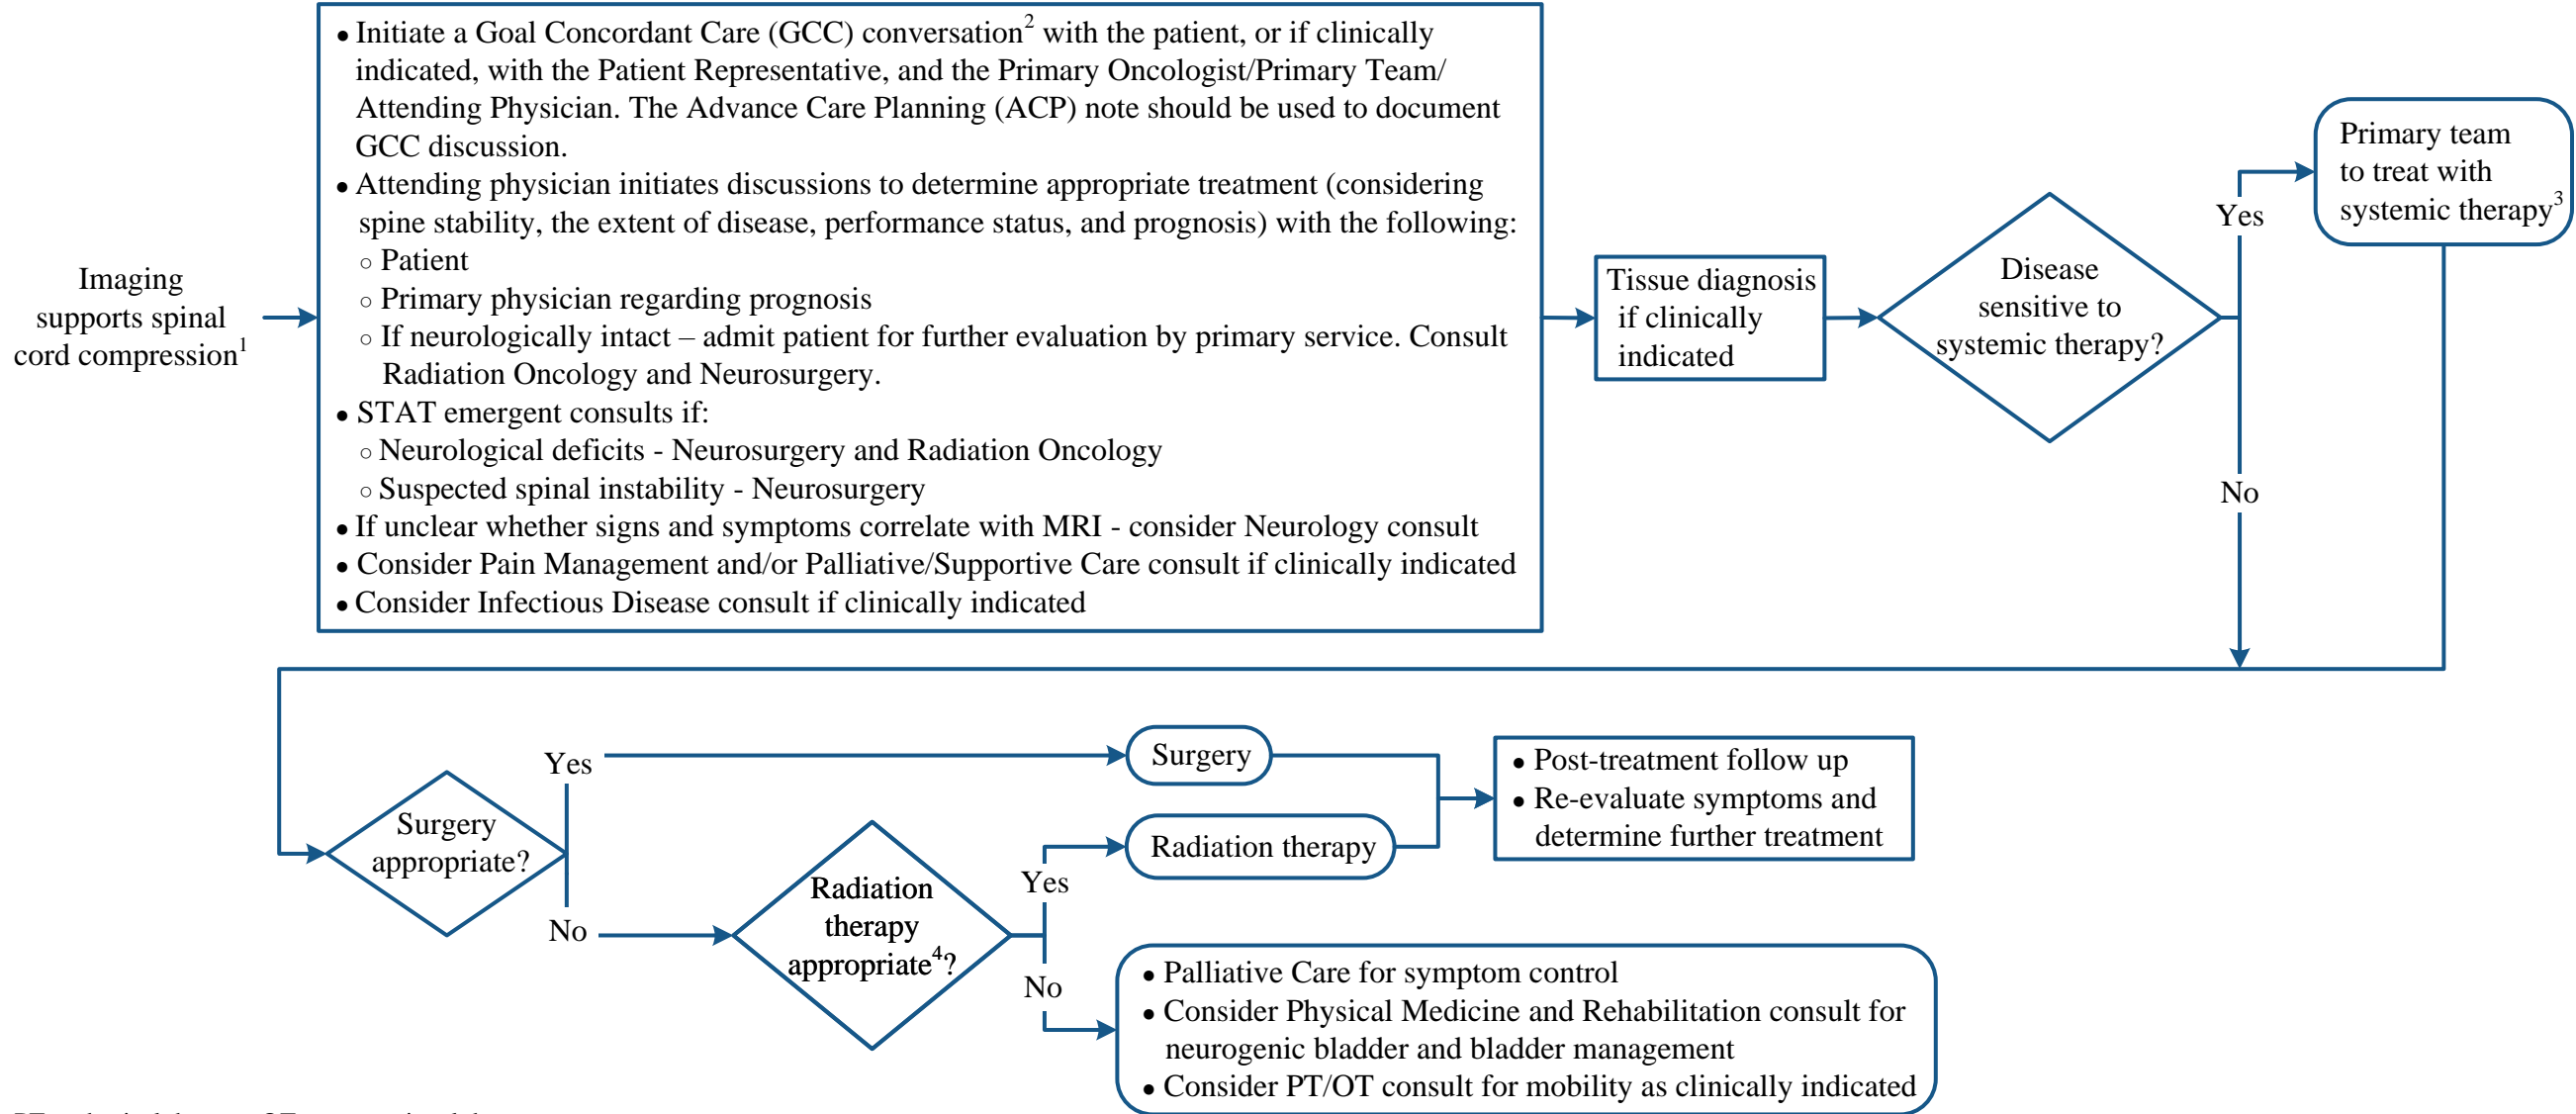 Imaging
supports spinal
cord compression1
● Initiate a Goal Concordant Care (GCC) conversation2 with the patient, or if clinically
indicated, with the Patient Representative, and the Primary Oncologist/Primary Team/
Attending Physician. The Advance Care Planning (ACP) note should be used to document
GCC discussion.
● Attending physician initiates discussions to determine appropriate treatment (considering
spine stability, the extent of disease, performance status, and prognosis) with the following:
○ Patient
○ Primary physician regarding prognosis
○ If neurologically intact – admit patient for further evaluation by primary service. Consult
Radiation Oncology and Neurosurgery.
● STAT emergent consults if:
○ Neurological deficits - Neurosurgery and Radiation Oncology
○ Suspected spinal instability - Neurosurgery
● If unclear whether signs and symptoms correlate with MRI - consider Neurology consult
● Consider Pain Management and/or Palliative/Supportive Care consult if clinically indicated
● Consider Infectious Disease consult if clinically indicated
Tissue diagnosis
if clinically
indicated
Disease
sensitive to
systemic therapy?
Yes
Primary team
to treat with
systemic therapy3
No
Surgery
appropriate?
Yes
Surgery
No
Radiation
therapy
appropriate4?
Yes
Radiation therapy
● Post-treatment follow up
● Re-evaluate symptoms and
determine further treatment
No
● Palliative Care for symptom control
● Consider Physical Medicine and Rehabilitation consult for
neurogenic bladder and bladder management
● Consider PT/OT consult for mobility as clinically indicated